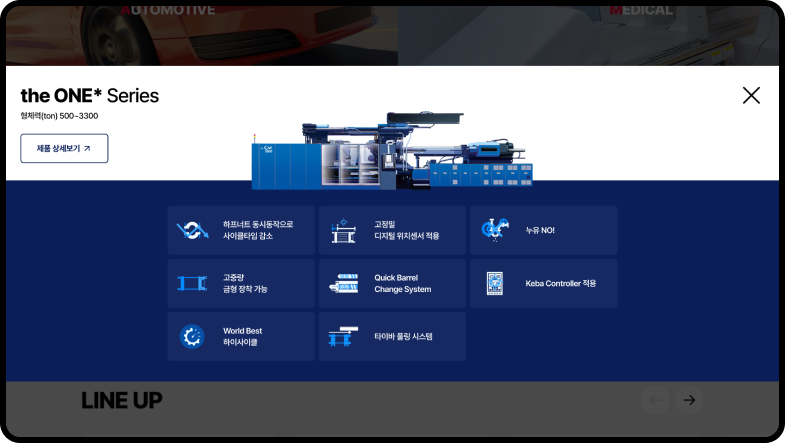 AUTOMOTIVE
MEDICAL
the ONE* Series
형체력(ton) 500~3300
제품 상세보기
하프너트 동시동작으로
사이클타임 감소
고정밀
디지털 위치센서 적용
누유 NO!
고중량
금형 장착 가능
Quick Barrel
Change System
Keba Controller 적용
World Best
하이사이클
타이바 풀링 시스템
LINE UP